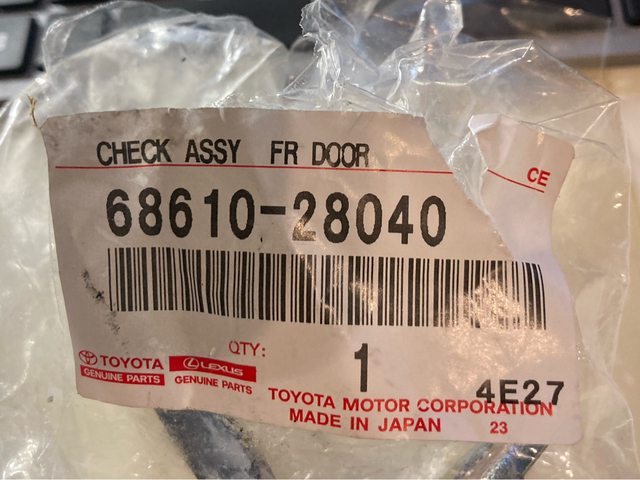 CHECK ASSY FR DOOR
CE
68610-28040
QTY: 1
TOYOTA
GENUINE PARTS
LEXUS
GENUINE PARTS
4E27
TOYOTA MOTOR CORPORATION
MADE IN JAPAN 23